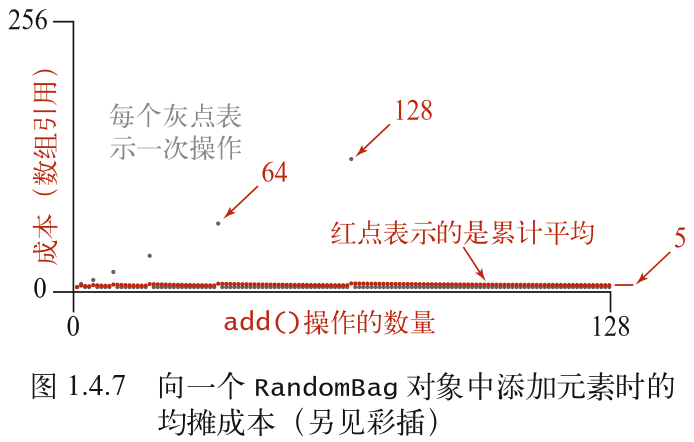 256
成本（数组引用）
每个灰点表
示一次操作
128
64
红点表示的是累计平均
5
0
0
add()操作的数量
128
图 1.4.7 向一个 RandomBag 对象中添加元素时的
均摊成本（另见彩插）